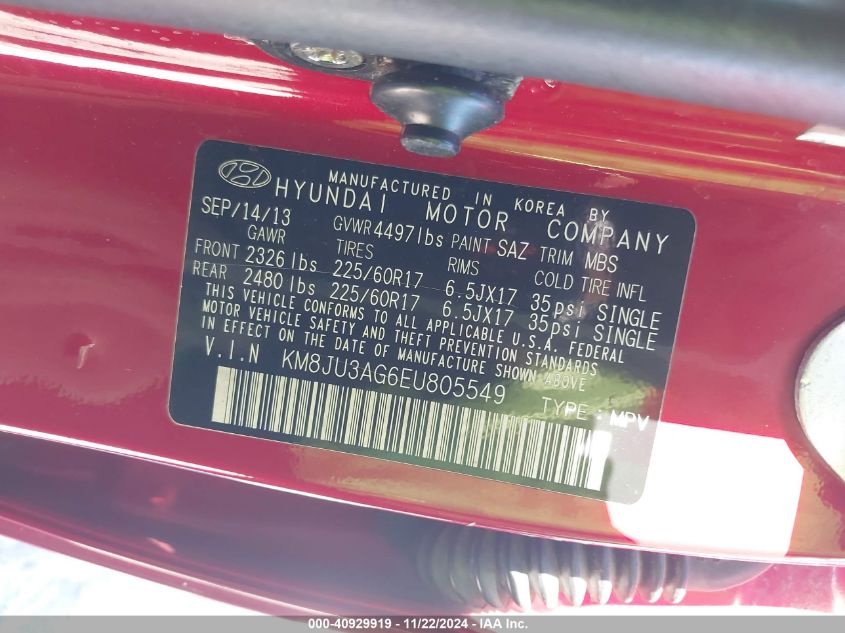 MANUFACTURED IN KOREA BY
HYUNDAI MOTOR COMPANY
SEP/14/13 GVWR 4497lbs PAINT SAZ TRIM MBS
GAWR TIRES RIMS COLD TIRE INFL
FRONT 2326 lbs 225/60R17 6.5JX17 35psi SINGLE
REAR 2480 lbs 225/60R17 6.5JX17 35psi SINGLE
THIS VEHICLE CONFORMS TO ALL APPLICABLE U.S.A. FEDERAL
MOTOR VEHICLE SAFETY AND THEFT PREVENTION STANDARDS
IN EFFECT ON THE DATE OF MANUFACTURE SHOWN ABOVE
V.I.N KM8JU3AG6EU805549 TYPE : MPV
000-40929919 - 11/22/2024 - IAA Inc.